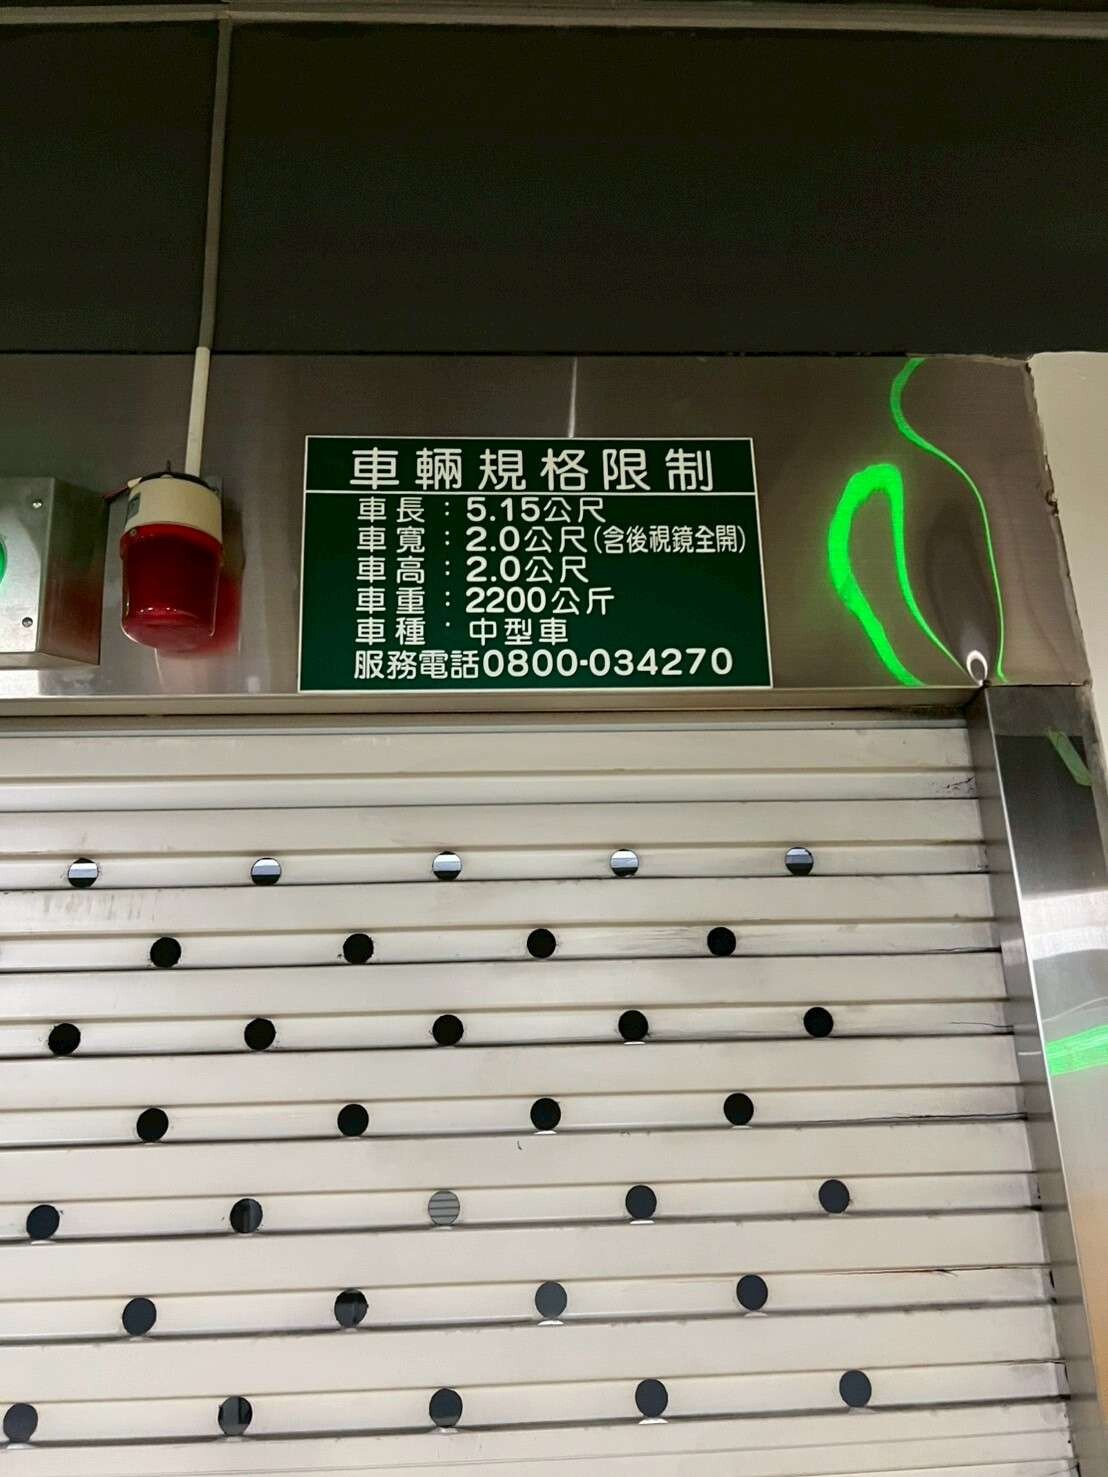 車輛規格限制
車長：5.15公尺
車寬：2.0公尺(含後視鏡全開)
車高：2.0公尺
車重：2200公斤
車種：中型車
服務電話0800-034270